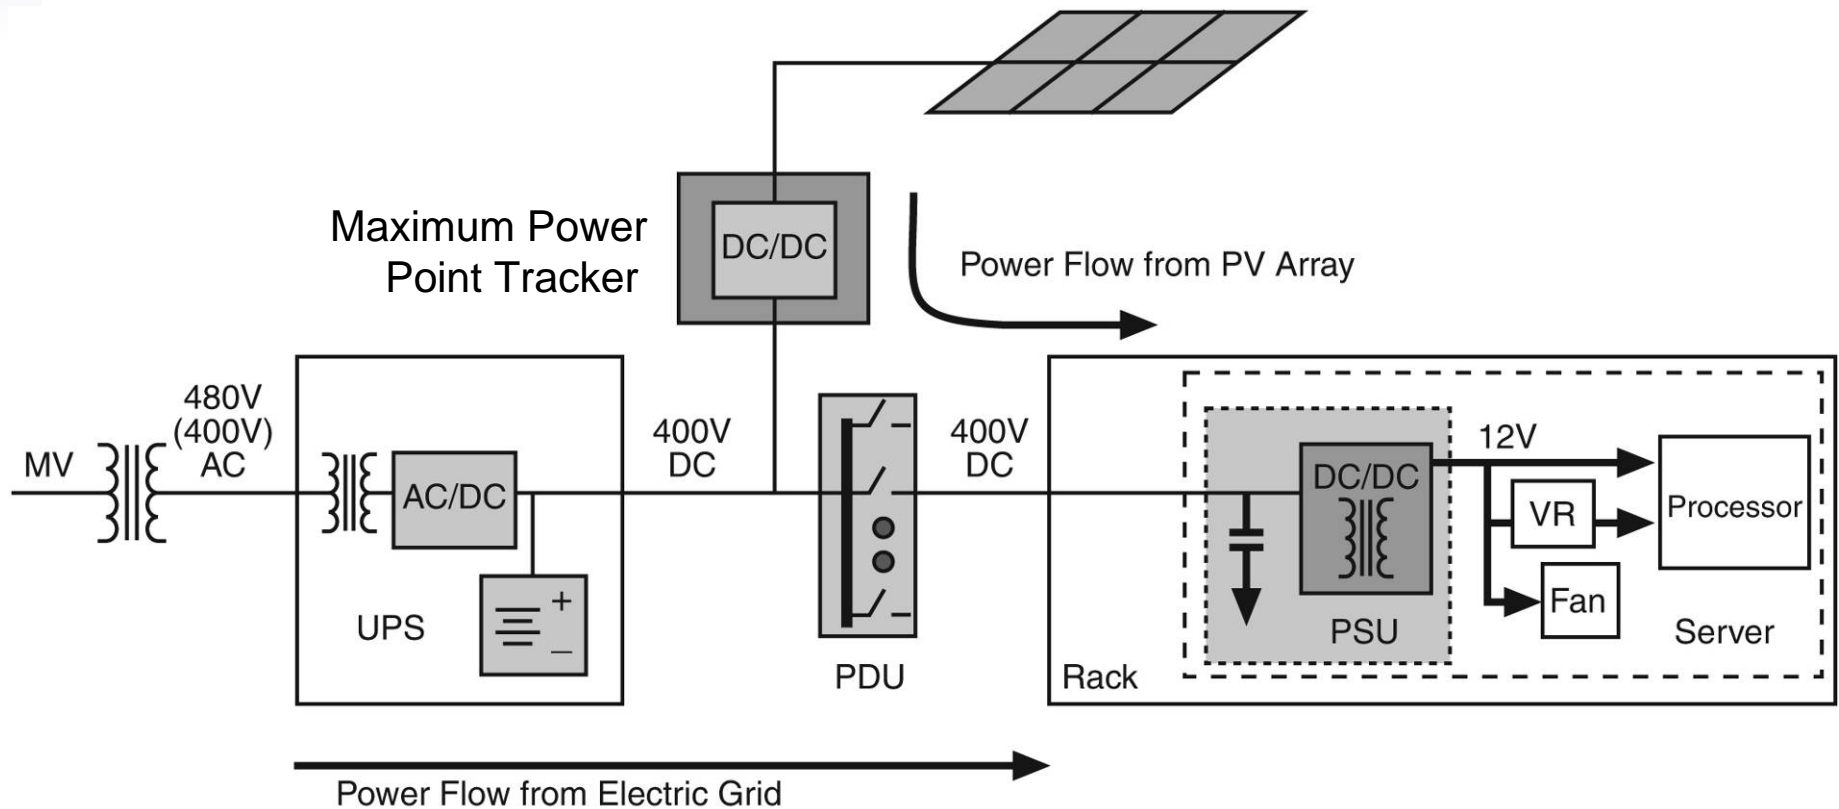 Maximum Power
Point Tracker
DC/DC
Power Flow from PV Array
MV
480V
(400V)
AC
AC/DC
+
_
UPS
400V
DC
PDU
400V
DC
DC/DC
PSU
12V
VR
Fan
Processor
Server
Rack
Power Flow from Electric Grid